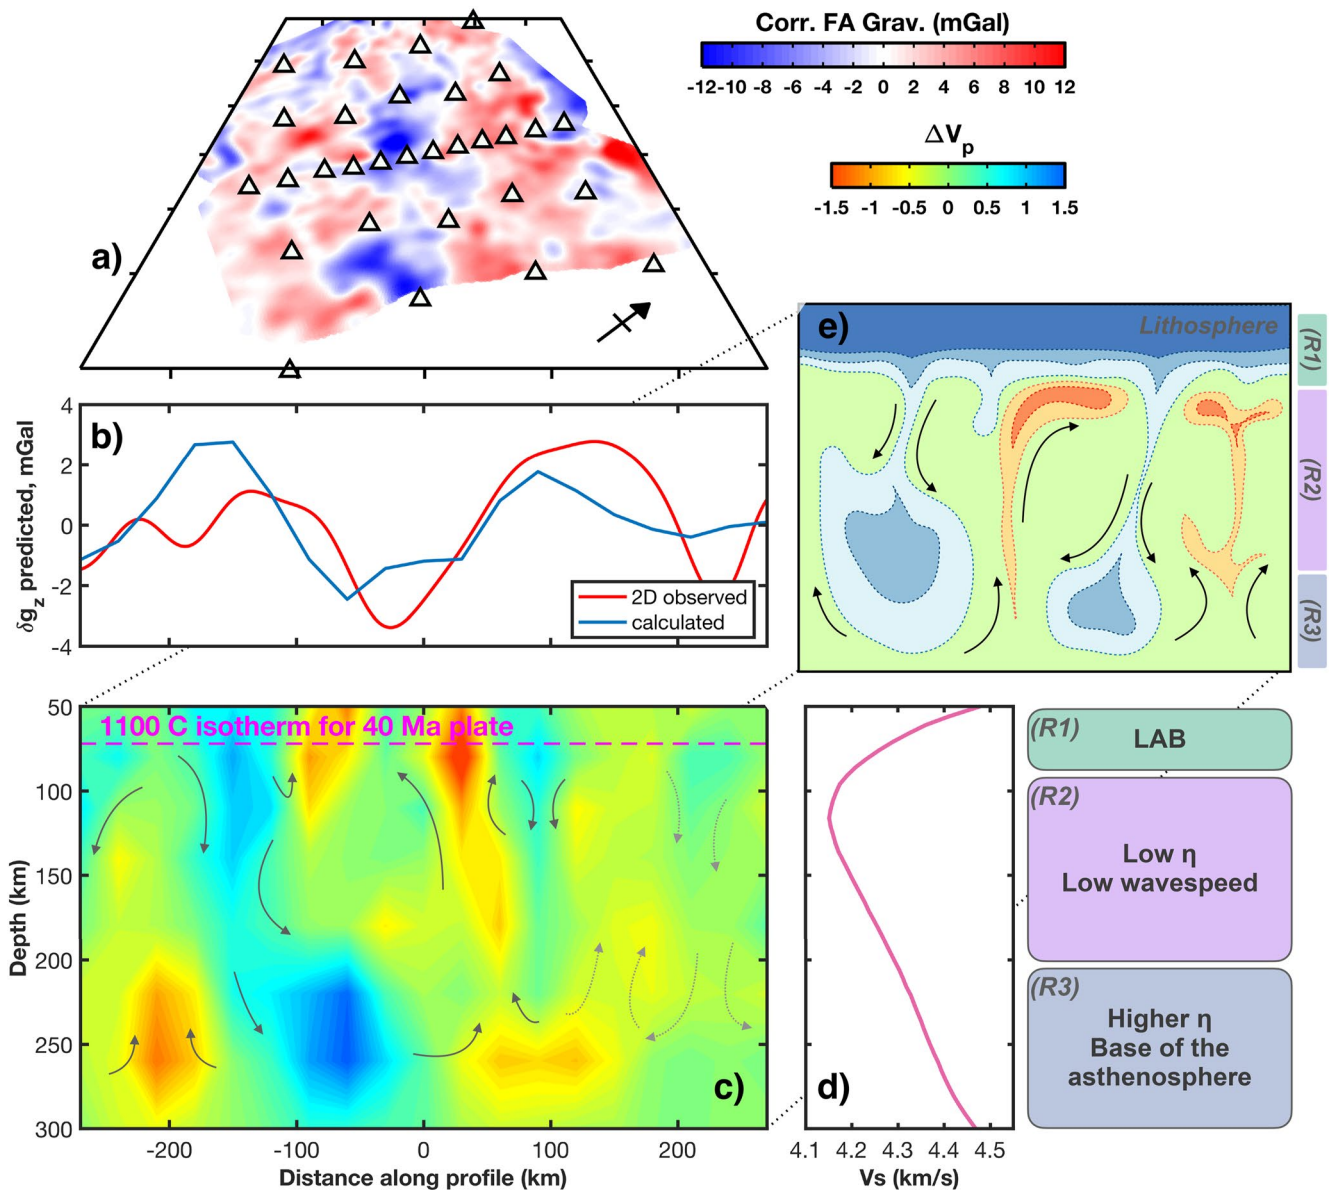 Corr. FA Grav. (mGal)
-12 -10 -8 -6 -4 -2 0 2 4 6 8 10 12
ΔVp
-1.5 -1 -0.5 0 0.5 1 1.5
a)
b)
δgz predicted, mGal
4
2
0
-2
-4
2D observed
calculated
e)
Lithosphere
(R1)
(R2)
(R3)
1100 C isotherm for 40 Ma plate
c)
Depth (km)
50
100
150
200
250
300
-200 -100 0 100 200
Distance along profile (km)
d)
4.1 4.2 4.3 4.4 4.5
Vs (km/s)
(R1)
LAB
(R2)
Low η
Low wavespeed
(R3)
Higher η
Base of the
asthenosphere